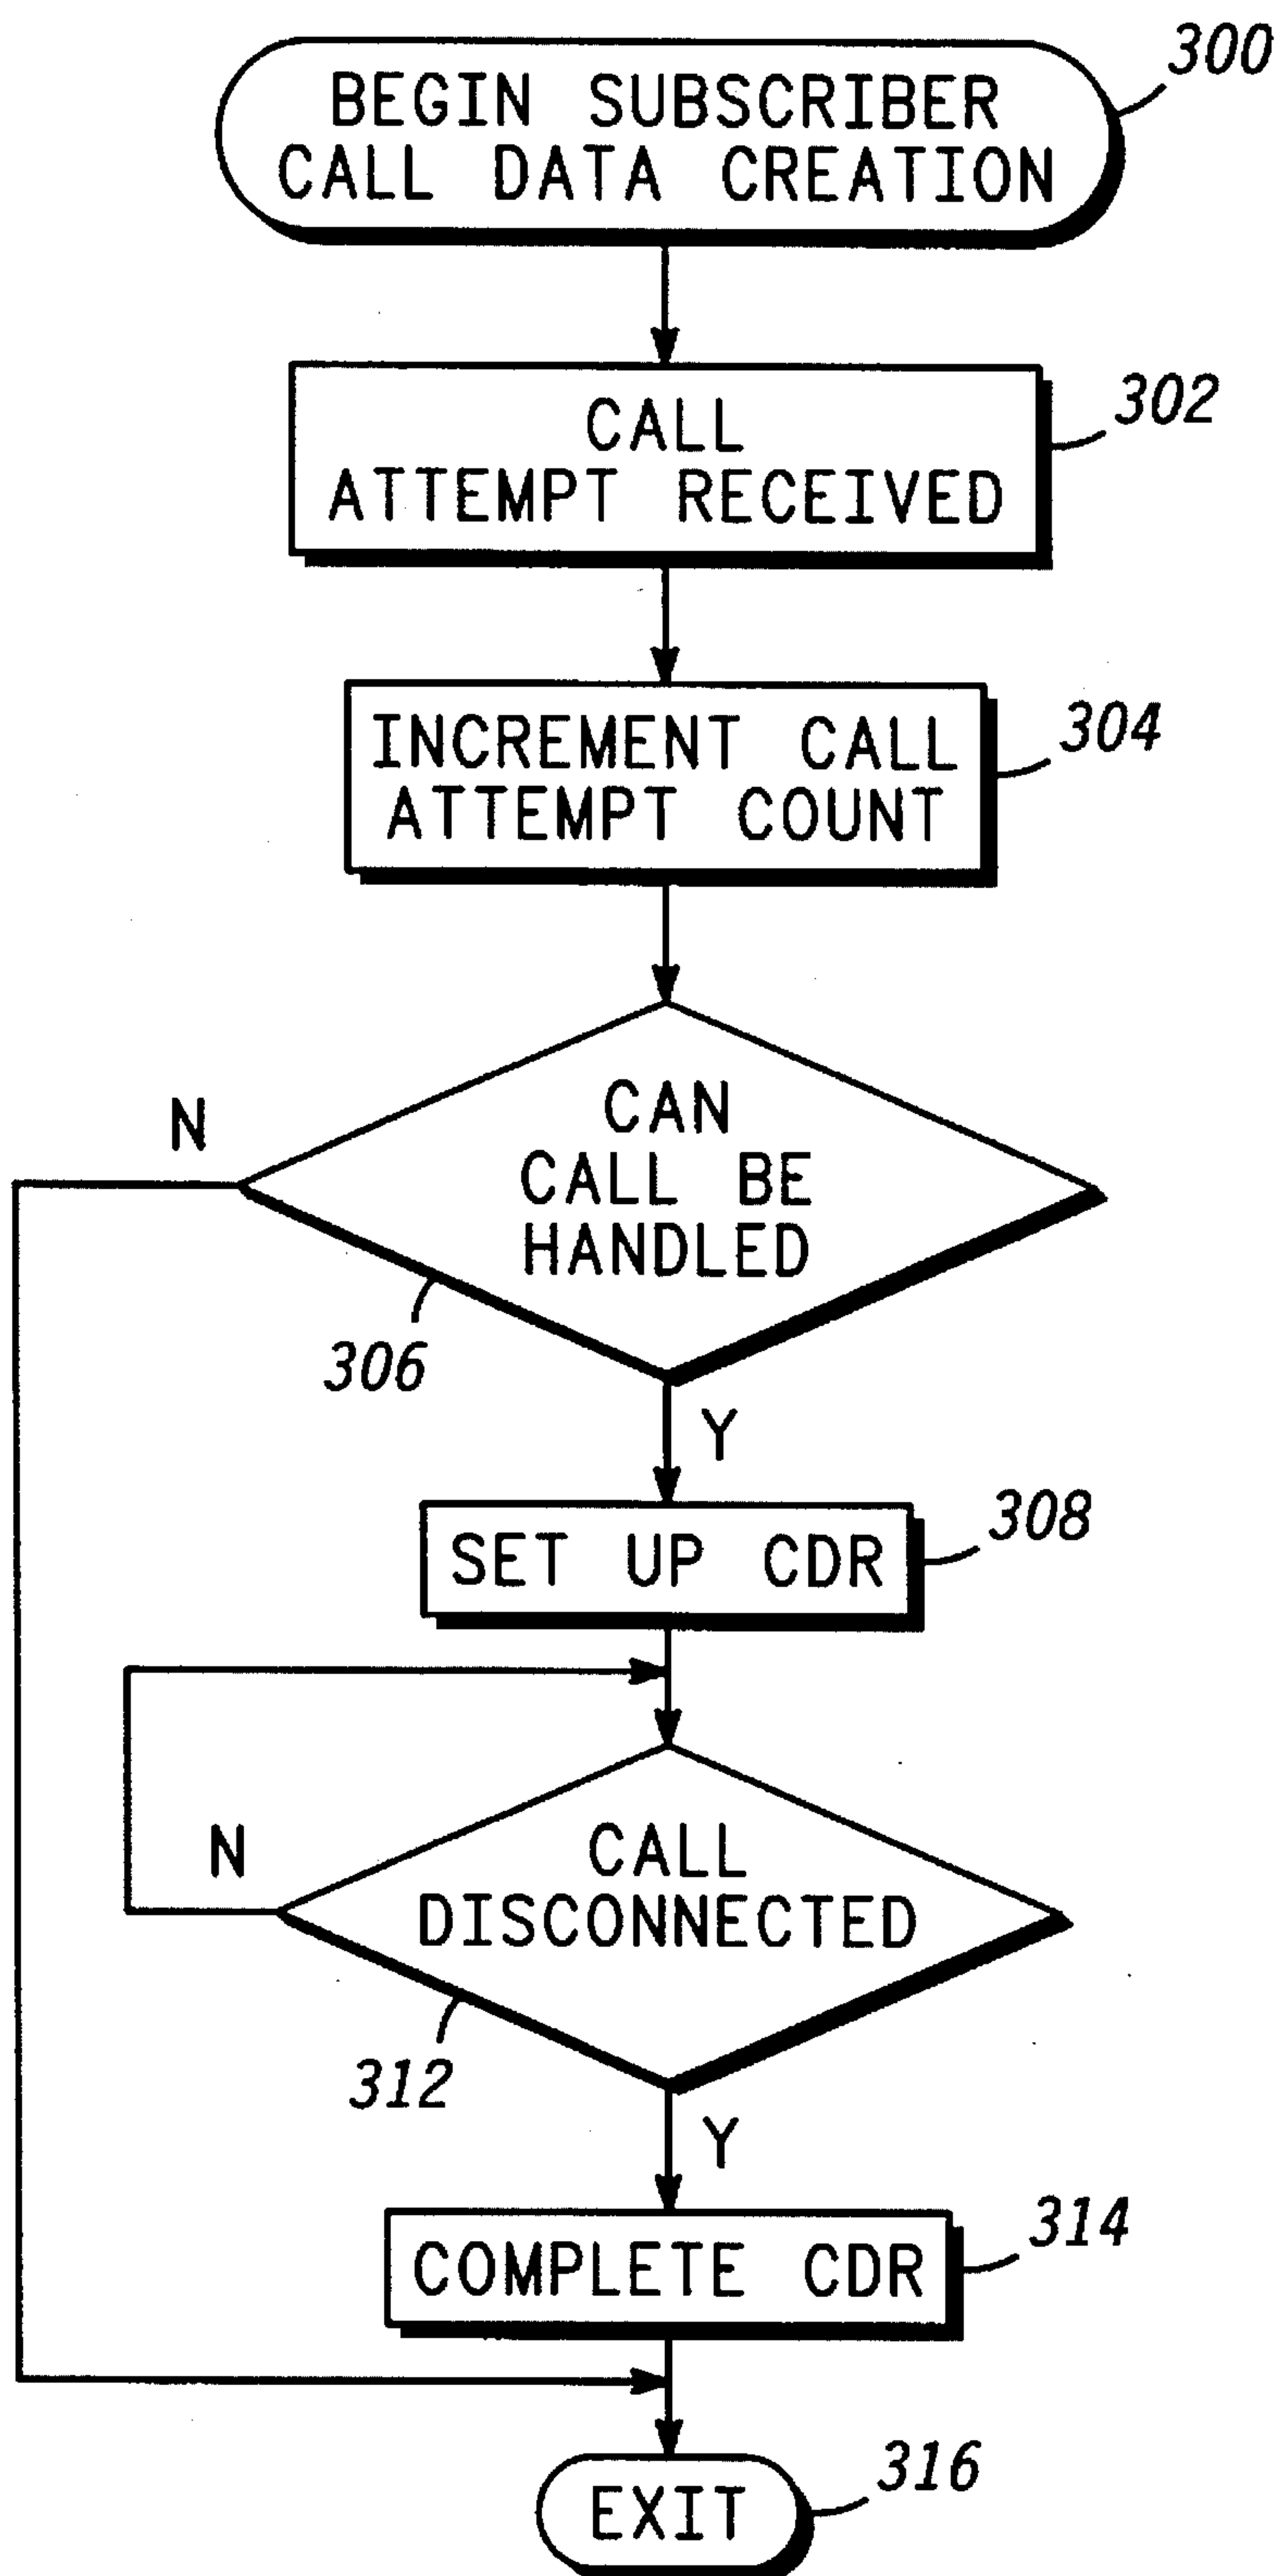 300
BEGIN SUBSCRIBER
CALL DATA CREATION
302
CALL
ATTEMPT RECEIVED
304
INCREMENT CALL
ATTEMPT COUNT
N
CAN
CALL BE
HANDLED
306
Y
308
SET UP CDR
N
CALL
DISCONNECTED
312
Y
314
COMPLETE CDR
316
EXIT